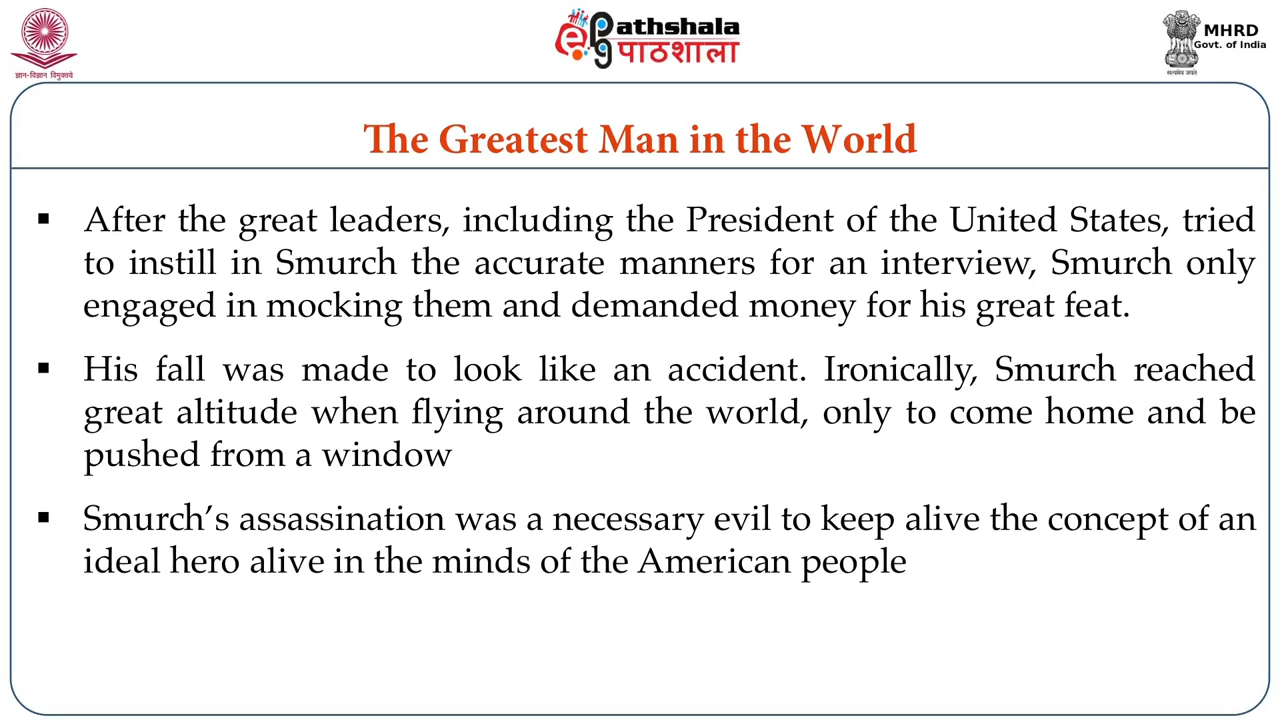 ज्ञान-विज्ञान विमुक्तये
ePathshala
पाठशाला
MHRD
Govt. of India
सत्यमेव जयते
The Greatest Man in the World
▪ After the great leaders, including the President of the United States, tried
to instill in Smurch the accurate manners for an interview, Smurch only
engaged in mocking them and demanded money for his great feat.
▪ His fall was made to look like an accident. Ironically, Smurch reached
great altitude when flying around the world, only to come home and be
pushed from a window
▪ Smurch’s assassination was a necessary evil to keep alive the concept of an
ideal hero alive in the minds of the American people